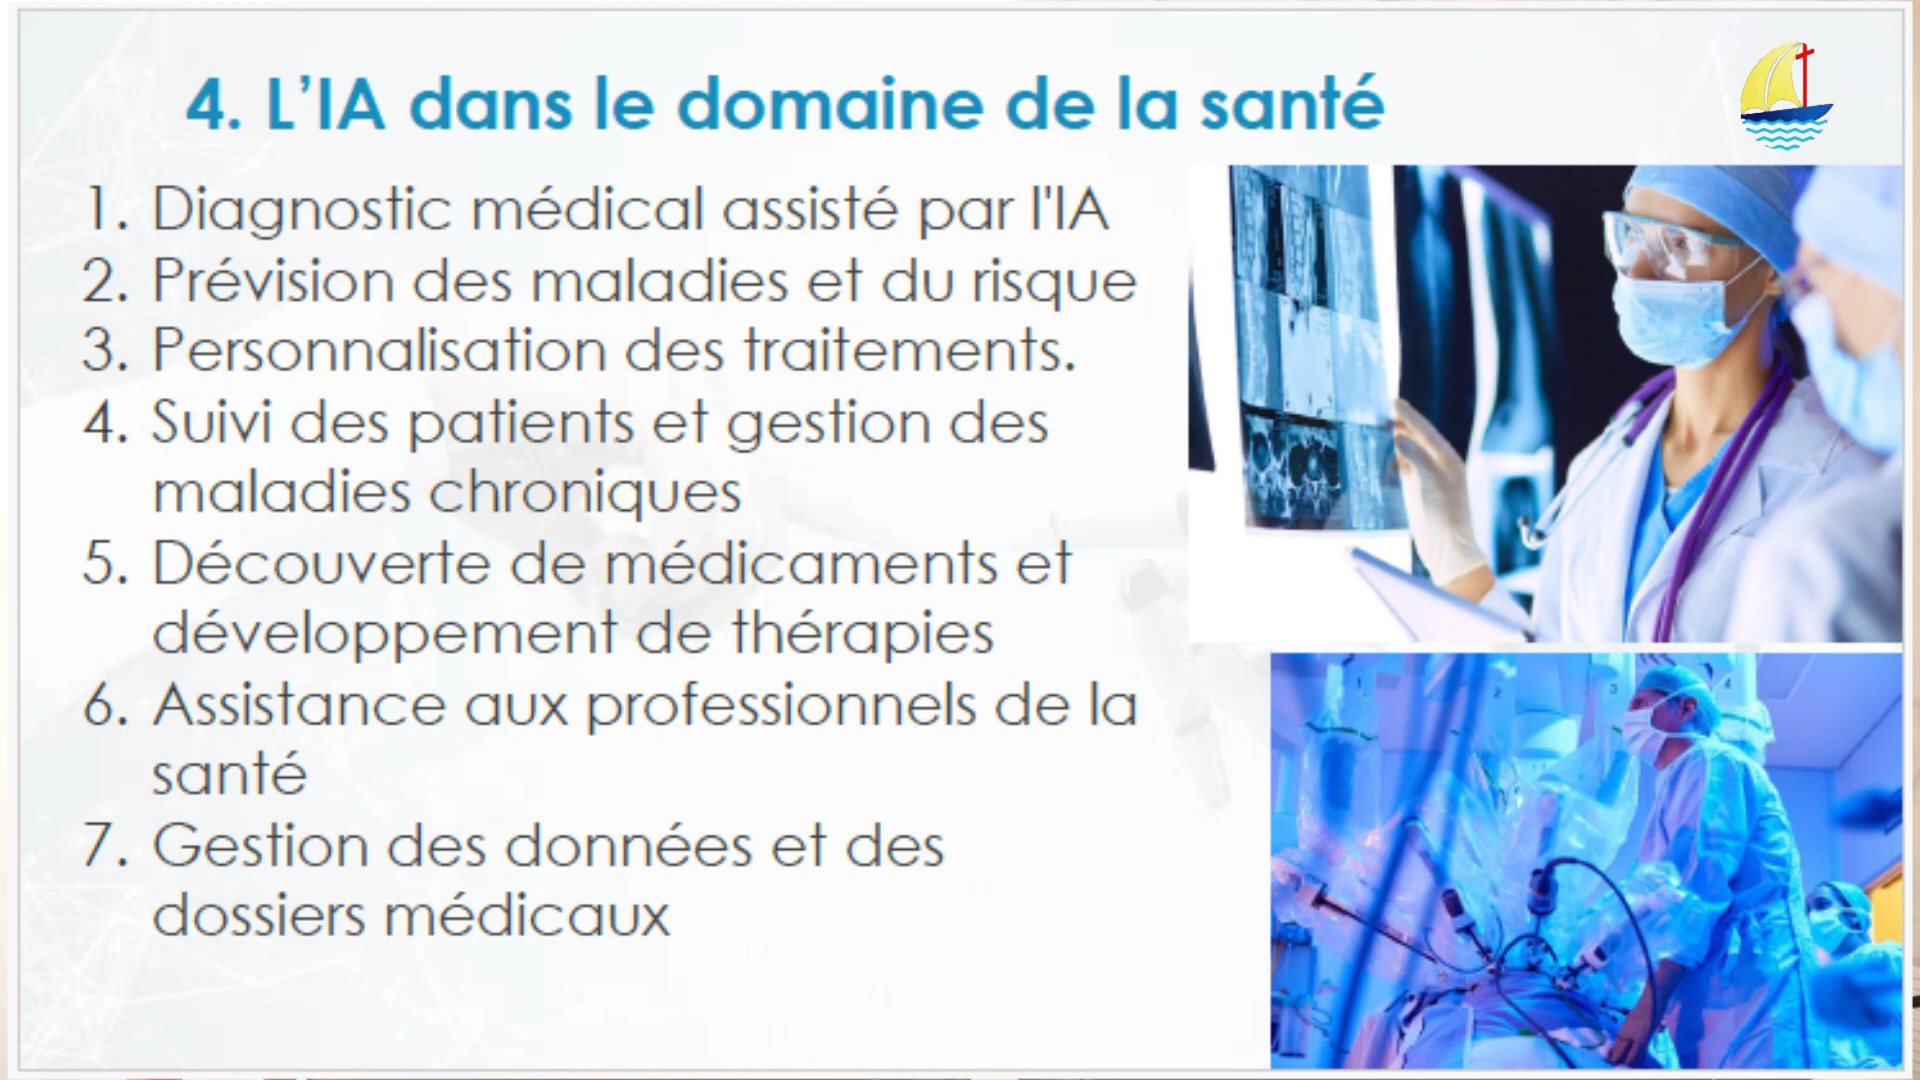 4. L’IA dans le domaine de la santé
1. Diagnostic médical assisté par l'IA
2. Prévision des maladies et du risque
3. Personnalisation des traitements.
4. Suivi des patients et gestion des
maladies chroniques
5. Découverte de médicaments et
développement de thérapies
6. Assistance aux professionnels de la
santé
7. Gestion des données et des
dossiers médicaux